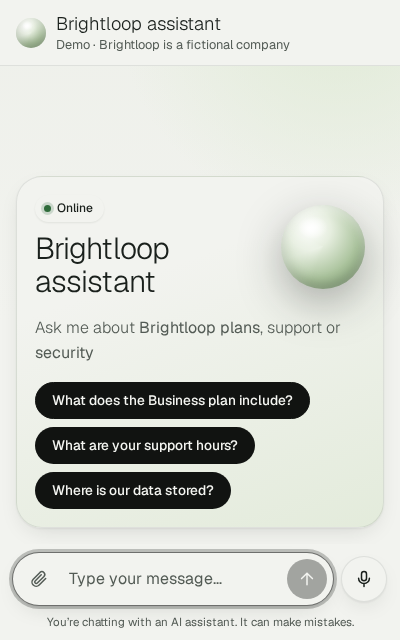 Brightloop assistant
Demo · Brightloop is a fictional company
Online
Brightloop
assistant
Ask me about Brightloop plans, support or
security
What does the Business plan include?
What are your support hours?
Where is our data stored?
Type your message...
You're chatting with an AI assistant. It can make mistakes.